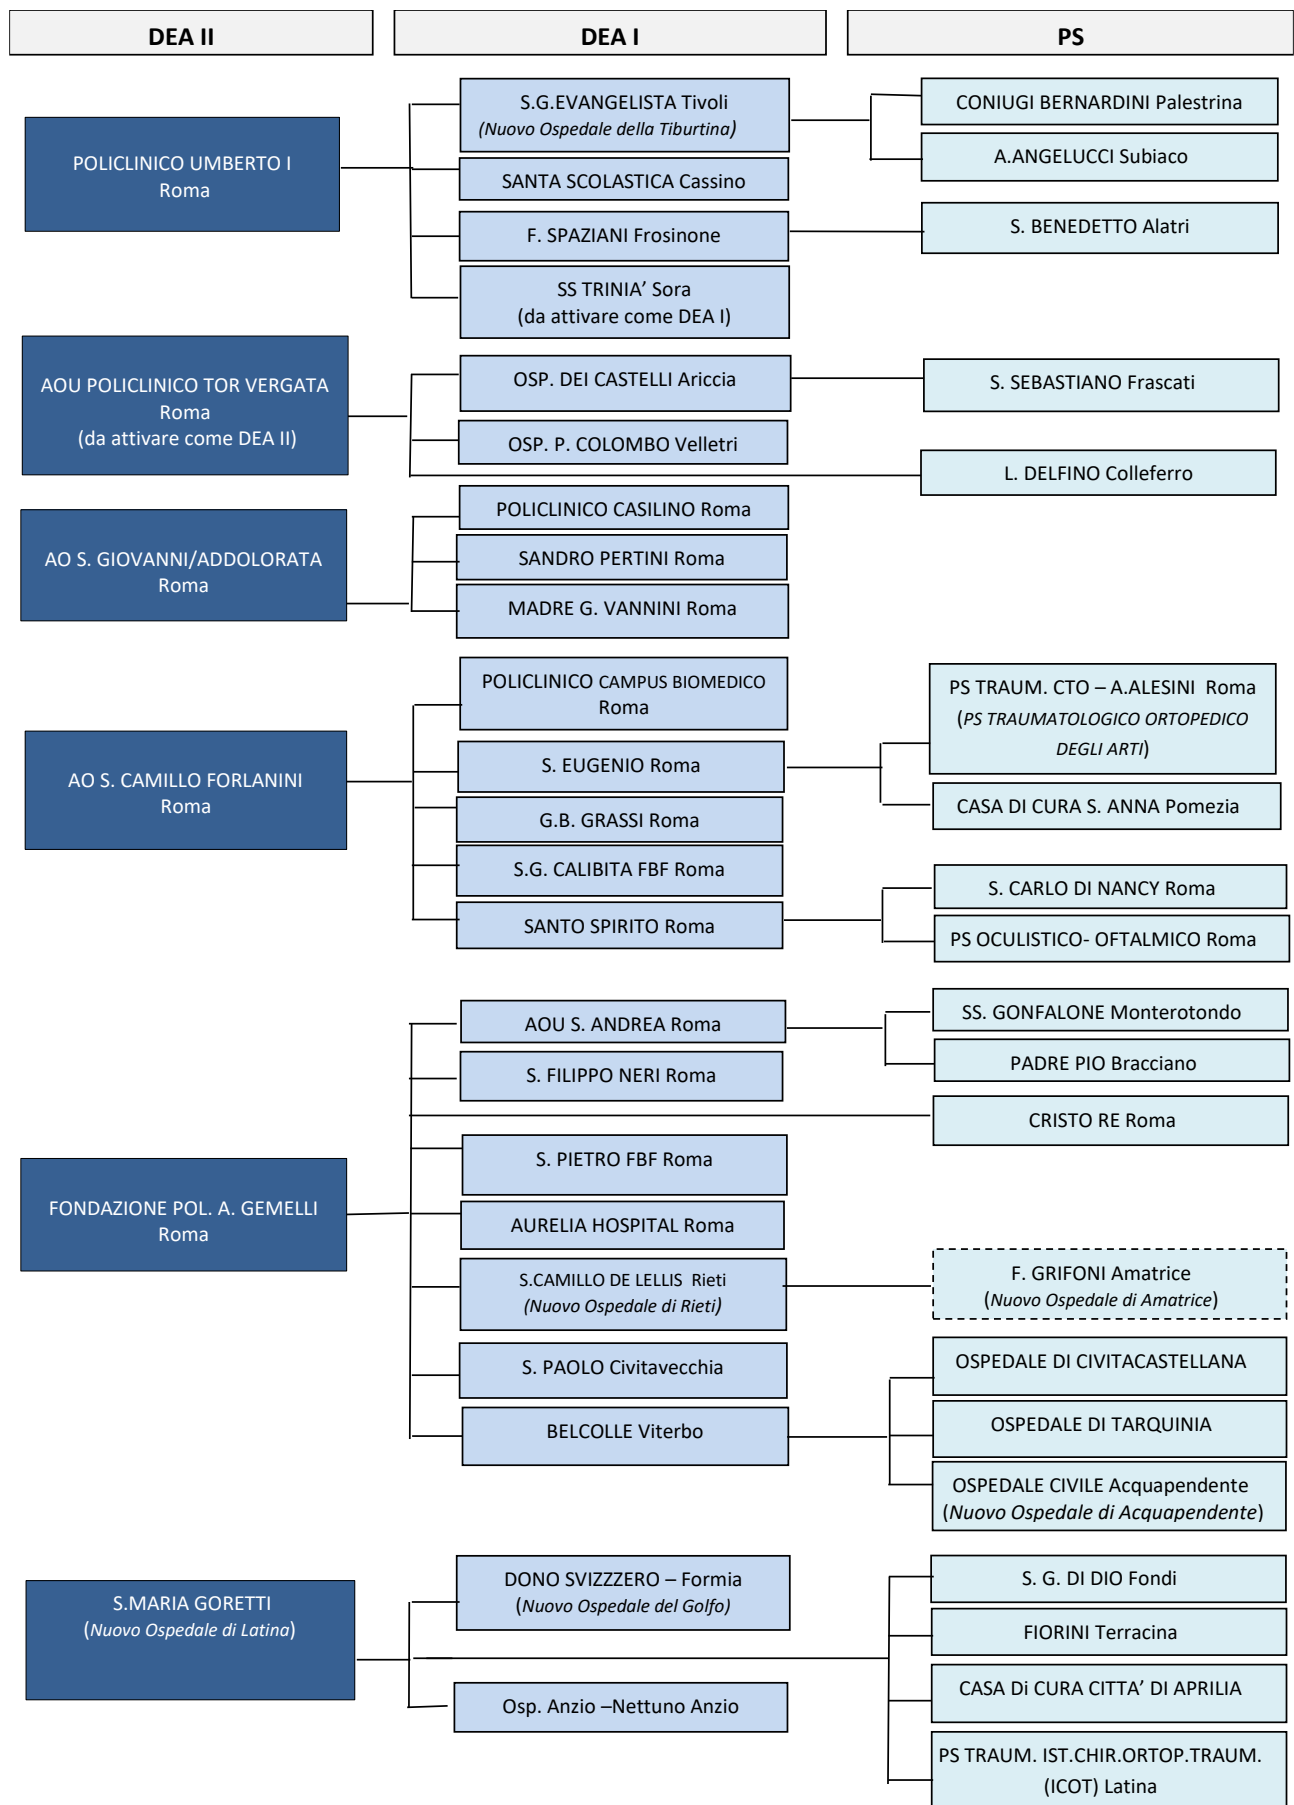 DEA II
DEA I
PS
POLICLINICO UMBERTO I
Roma
S.G.EVANGELISTA Tivoli
(Nuovo Ospedale della Tiburtina)
CONIUGI BERNARDINI Palestrina
A.ANGELUCCI Subiaco
SANTA SCOLASTICA Cassino
F. SPAZIANI Frosinone
S. BENEDETTO Alatri
SS TRINIA’ Sora
(da attivare come DEA I)
AOU POLICLINICO TOR VERGATA
Roma
(da attivare come DEA II)
OSP. DEI CASTELLI Ariccia
S. SEBASTIANO Frascati
OSP. P. COLOMBO Velletri
L. DELFINO Colleferro
AO S. GIOVANNI/ADDOLORATA
Roma
POLICLINICO CASILINO Roma
SANDRO PERTINI Roma
MADRE G. VANNINI Roma
AO S. CAMILLO FORLANINI
Roma
POLICLINICO CAMPUS BIOMEDICO
Roma
S. EUGENIO Roma
PS TRAUM. CTO – A.ALESINI Roma
(PS TRAUMATOLOGICO ORTOPEDICO
DEGLI ARTI)
CASA DI CURA S. ANNA Pomezia
G.B. GRASSI Roma
S.G. CALIBITA FBF Roma
SANTO SPIRITO Roma
S. CARLO DI NANCY Roma
PS OCULISTICO- OFTALMICO Roma
FONDAZIONE POL. A. GEMELLI
Roma
AOU S. ANDREA Roma
SS. GONFALONE Monterotondo
PADRE PIO Bracciano
S. FILIPPO NERI Roma
CRISTO RE Roma
S. PIETRO FBF Roma
AURELIA HOSPITAL Roma
S.CAMILLO DE LELLIS Rieti
(Nuovo Ospedale di Rieti)
F. GRIFONI Amatrice
(Nuovo Ospedale di Amatrice)
S. PAOLO Civitavecchia
BELCOLLE Viterbo
OSPEDALE DI CIVITACASTELLANA
OSPEDALE DI TARQUINIA
OSPEDALE CIVILE Acquapendente
(Nuovo Ospedale di Acquapendente)
S.MARIA GORETTI
(Nuovo Ospedale di Latina)
DONO SVIZZZERO – Formia
(Nuovo Ospedale del Golfo)
Osp. Anzio –Nettuno Anzio
S. G. DI DIO Fondi
FIORINI Terracina
CASA Di CURA CITTA’ DI APRILIA
PS TRAUM. IST.CHIR.ORTOP.TRAUM.
(ICOT) Latina